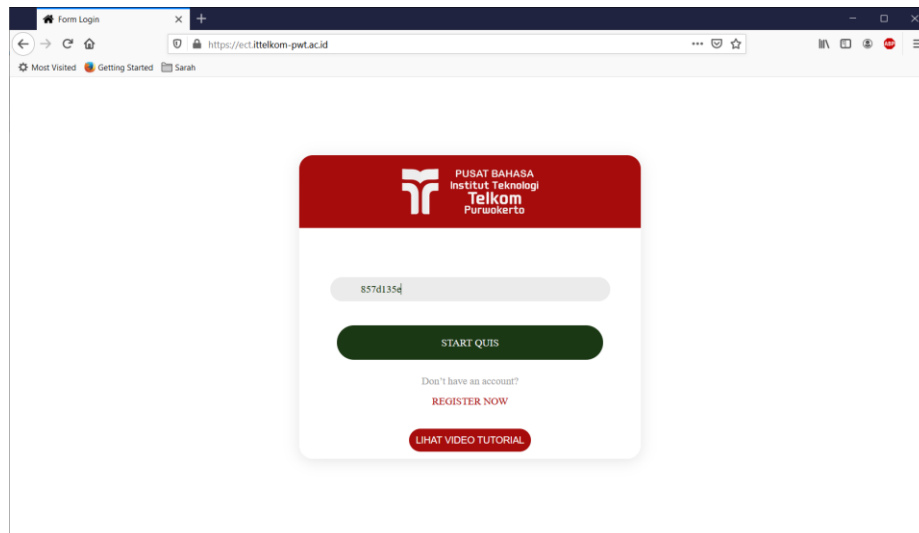 Form Login
https://ect.ittelkom-pwt.ac.id
Most Visited Getting Started Sarah
PUSAT BAHASA
Institut Teknologi
Telkom
Purwokerto
857d135e
START QUIS
Don't have an account?
REGISTER NOW
LIHAT VIDEO TUTORIAL